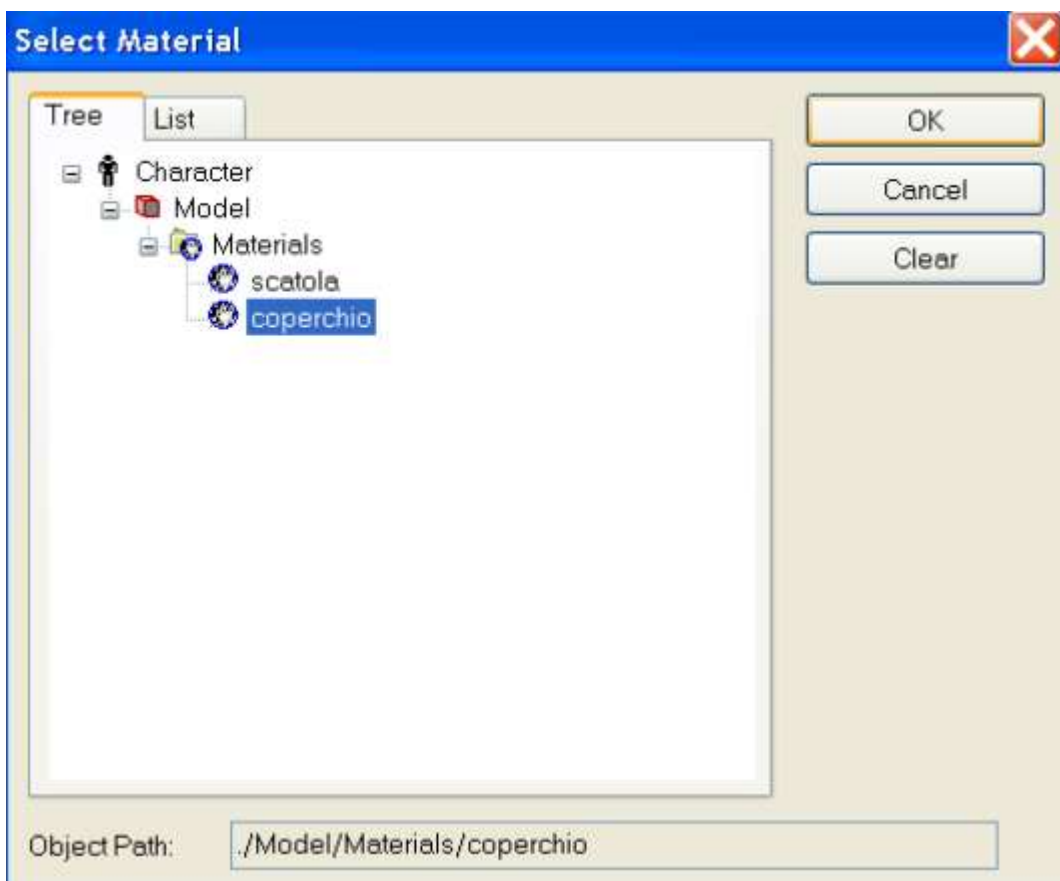 Select Material
Tree List
OK
Character
Cancel
Model
Materials
Clear
scatola
coperchio
Object Path: ./Model/Materials/coperchio